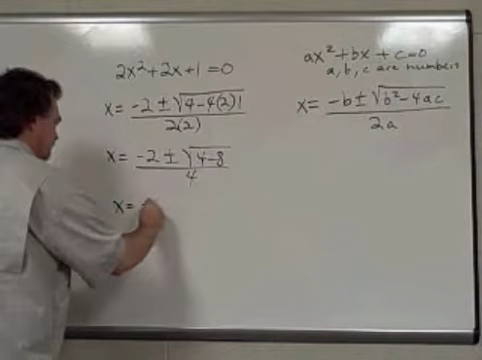 2x²+2x+1=0
x= -2±√4-4(2)1 / 2(2)
x= -2±√4-8 / 4
x= -
ax²+bx+c=0
a, b, c are numbers
x= -b±√b²-4ac / 2a